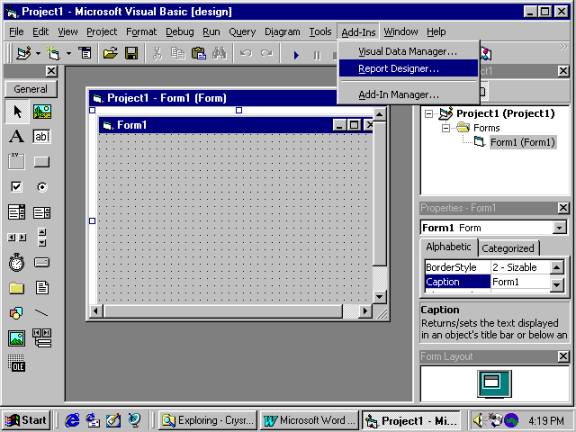 Project1 - Microsoft Visual Basic [design]
File Edit View Project Format Debug Run Query Diagram Tools Add-Ins Window Help
Visual Data Manager...
Report Designer...
Add-In Manager...
General
A
ab
OLE
Project1 - Form1 (Form)
Form1
Project1 (Project1)
Forms
Form1 (Form1)
Properties - Form1
Form1 Form
Alphabetic Categorized
BorderStyle 2 - Sizable
Caption Form1
Caption
Returns/sets the text displayed
in an object's title bar or below an
Form Layout
Start Exploring - Crysr... Microsoft Word ... Project1 - Mi... 4:19 PM